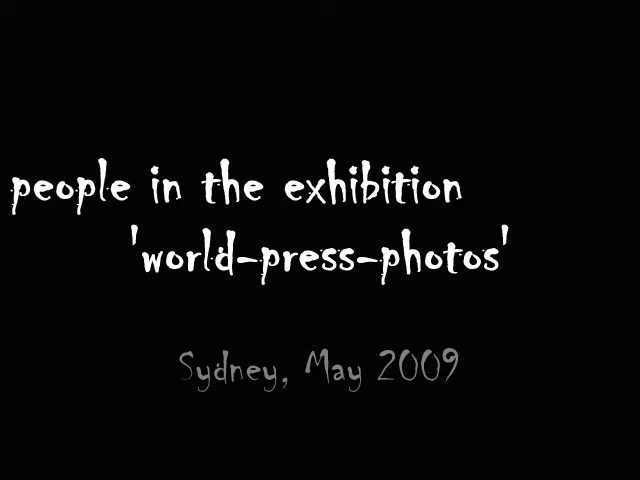 people in the exhibition
'world-press-photos'
Sydney, May 2009